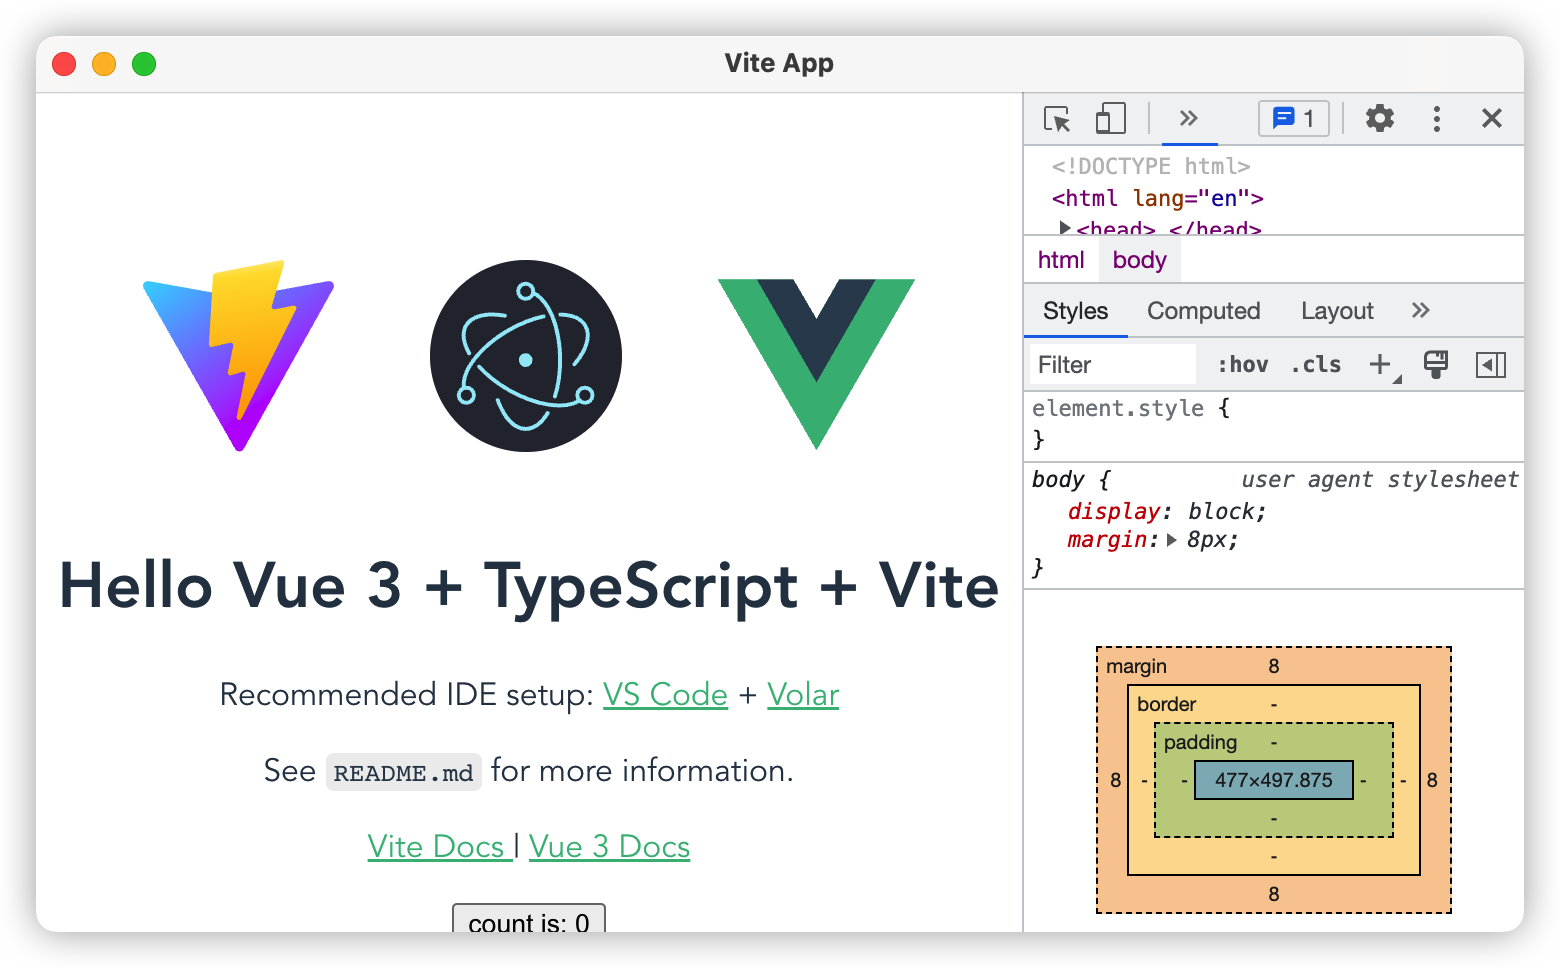 Vite App
Hello Vue 3 + TypeScript + Vite
Recommended IDE setup: VS Code + Volar
See README.md for more information.
Vite Docs | Vue 3 Docs
count is: 0
1
<!DOCTYPE html>
<html lang="en">
<head> </head>
html body
Styles Computed Layout
Filter :hov .cls
element.style {
}
body { user agent stylesheet
display: block;
margin: 8px;
}
margin 8
border -
padding -
8 - - 477×497.875 - - 8
-
-
8